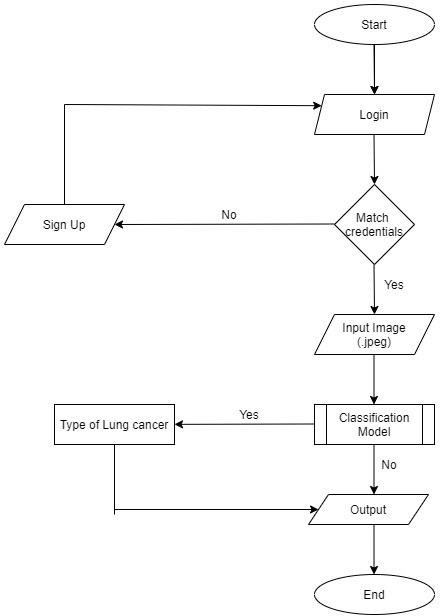 Start
Login
Match
credentials
No
Sign Up
Yes
Input Image
(.jpeg)
Classification
Model
Yes
Type of Lung cancer
No
Output
End